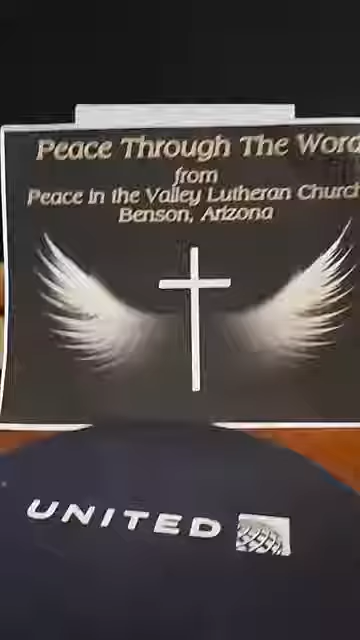 Peace Through The Word
from
Peace in the Valley Lutheran Church
Benson, Arizona
UNITED